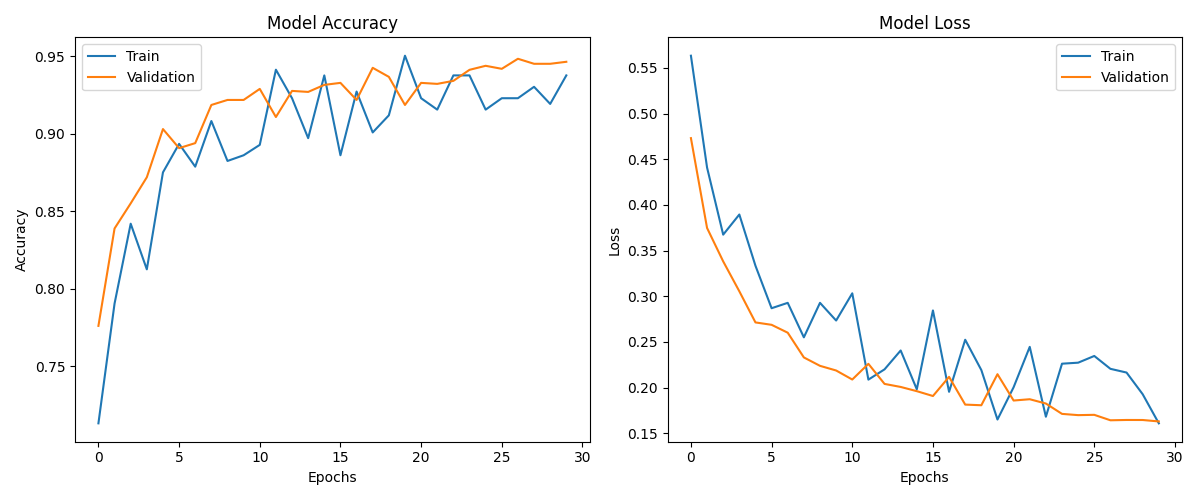 Model Accuracy
Train
Validation
0.95
0.90
0.85
0.80
0.75
Accuracy
0 5 10 15 20 25 30
Epochs
Model Loss
Train
Validation
0.55
0.50
0.45
0.40
0.35
0.30
0.25
0.20
0.15
Loss
0 5 10 15 20 25 30
Epochs